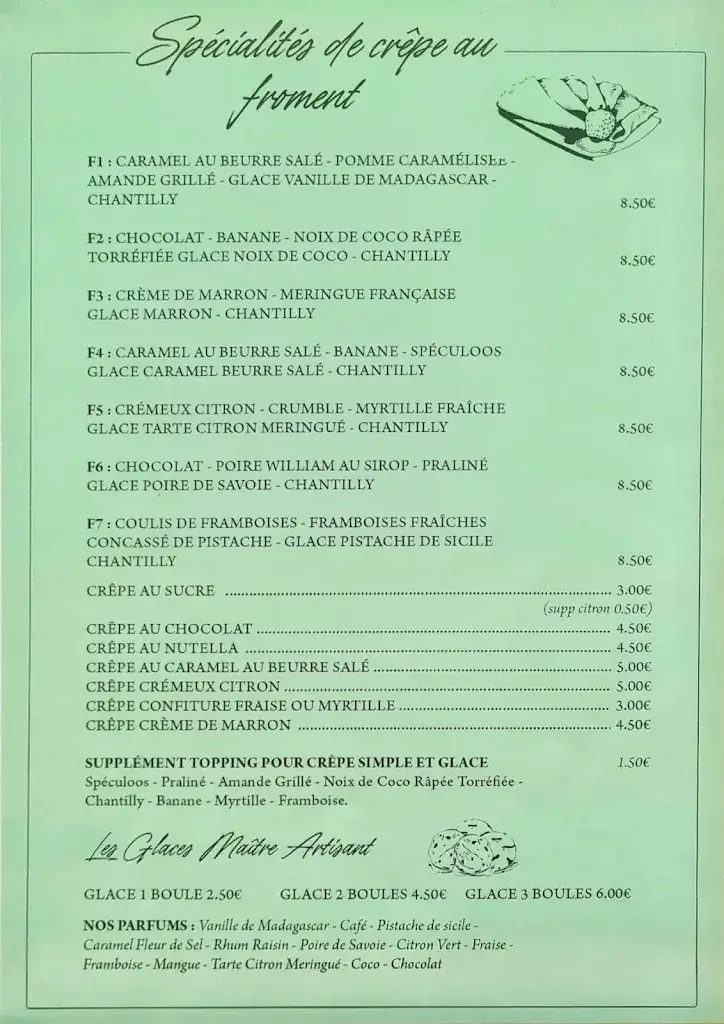 Spécialités de crêpe au
froment
F1 : CARAMEL AU BEURRE SALÉ - POMME CARAMÉLISÉE -
AMANDE GRILLÉ - GLACE VANILLE DE MADAGASCAR -
CHANTILLY
8.50€
F2 : CHOCOLAT - BANANE - NOIX DE COCO RÂPÉE
TORRÉFIÉE GLACE NOIX DE COCO - CHANTILLY
8.50€
F3 : CRÈME DE MARRON - MERINGUE FRANÇAISE
GLACE MARRON - CHANTILLY
8.50€
F4 : CARAMEL AU BEURRE SALÉ - BANANE - SPÉCULOOS
GLACE CARAMEL BEURRE SALÉ - CHANTILLY
8.50€
F5 : CRÉMEUX CITRON - CRUMBLE - MYRTILLE FRAÎCHE
GLACE TARTE CITRON MERINGUÉ - CHANTILLY
8.50€
F6 : CHOCOLAT - POIRE WILLIAM AU SIROP - PRALINÉ
GLACE POIRE DE SAVOIE - CHANTILLY
8.50€
F7 : COULIS DE FRAMBOISES - FRAMBOISES FRAÎCHES
CONCASSÉ DE PISTACHE - GLACE PISTACHE DE SICILE
CHANTILLY
8.50€
CRÊPE AU SUCRE ........ 3.00€
(supp citron 0.50€)
CRÊPE AU CHOCOLAT ........ 4.50€
CRÊPE AU NUTELLA ........ 4.50€
CRÊPE AU CARAMEL AU BEURRE SALÉ ........ 5.00€
CRÊPE CRÉMEUX CITRON ........ 5.00€
CRÊPE CONFITURE FRAISE OU MYRTILLE ........ 3.00€
CRÊPE CRÈME DE MARRON ........ 4.50€
SUPPLÉMENT TOPPING POUR CRÊPE SIMPLE ET GLACE 1.50€
Spéculoos - Praliné - Amande Grillé - Noix de Coco Râpée Torréfiée -
Chantilly - Banane - Myrtille - Framboise.
Les Glaces Maître Artisant
GLACE 1 BOULE 2.50€ GLACE 2 BOULES 4.50€ GLACE 3 BOULES 6.00€
NOS PARFUMS : Vanille de Madagascar - Café - Pistache de sicile -
Caramel Fleur de Sel - Rhum Raisin - Poire de Savoie - Citron Vert - Fraise -
Framboise - Mangue - Tarte Citron Meringué - Coco - Chocolat